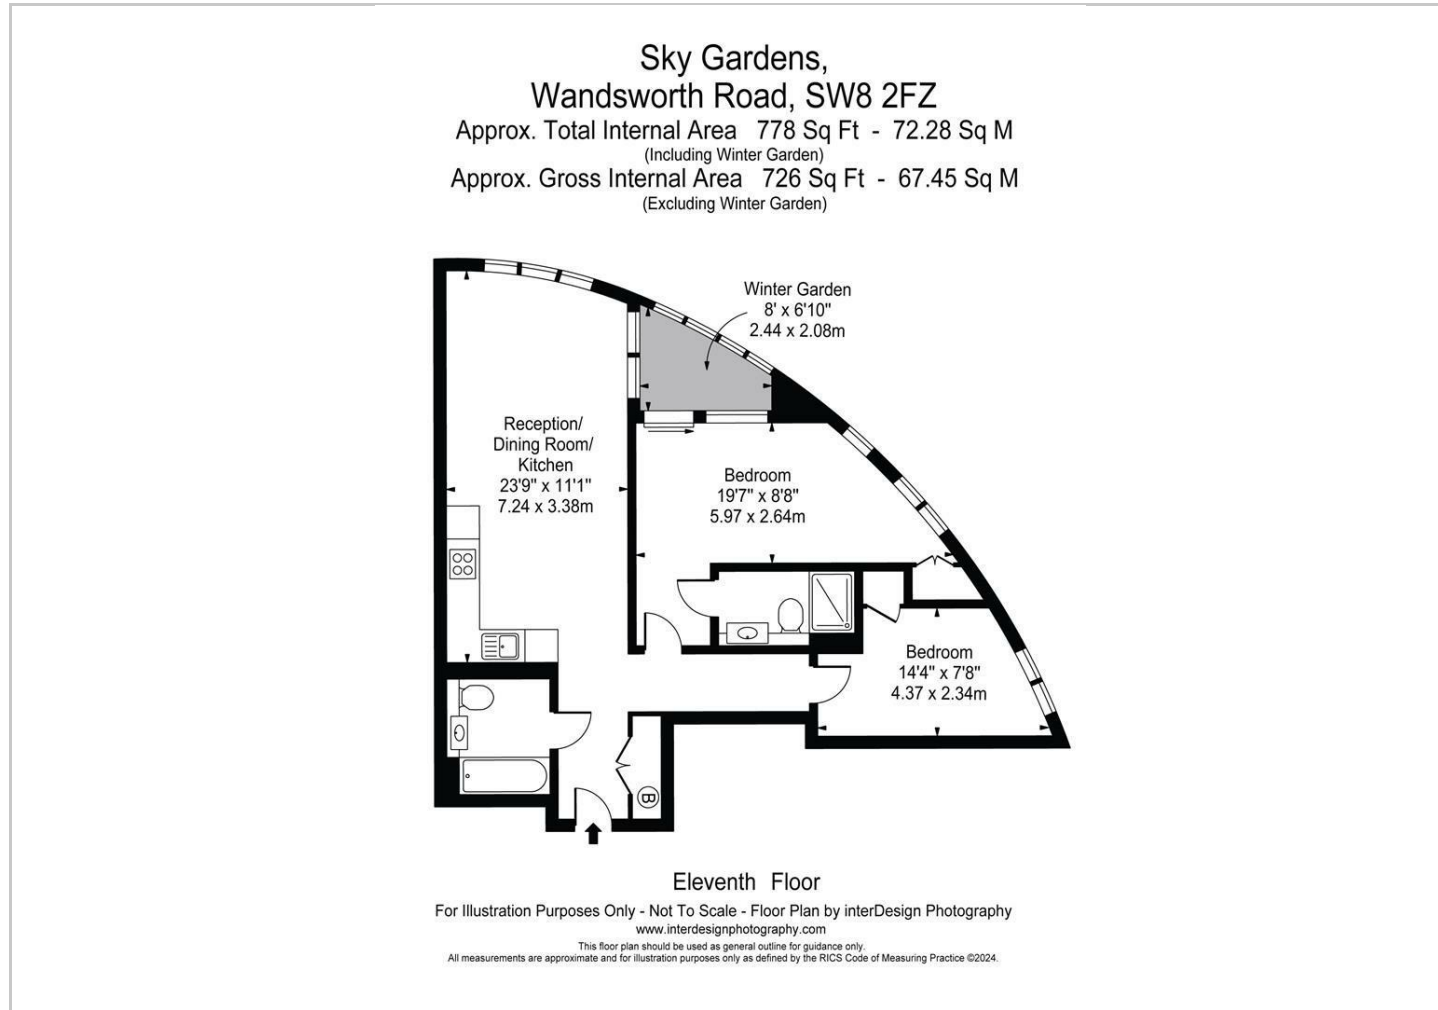 Sky Gardens,
Wandsworth Road, SW8 2FZ
Approx. Total Internal Area 778 Sq Ft - 72.28 Sq M
(Including Winter Garden)
Approx. Gross Internal Area 726 Sq Ft - 67.45 Sq M
(Excluding Winter Garden)
Winter Garden
8' x 6'10"
2.44 x 2.08m
Reception/
Dining Room/
Kitchen
23'9" x 11'1"
7.24 x 3.38m
Bedroom
19'7" x 8'8"
5.97 x 2.64m
Bedroom
14'4" x 7'8"
4.37 x 2.34m
B
Eleventh Floor
For Illustration Purposes Only - Not To Scale - Floor Plan by interDesign Photography
www.interdesignphotography.com
This floor plan should be used as general outline for guidance only.
All measurements are approximate and for illustration purposes only as defined by the RICS Code of Measuring Practice ©2024.